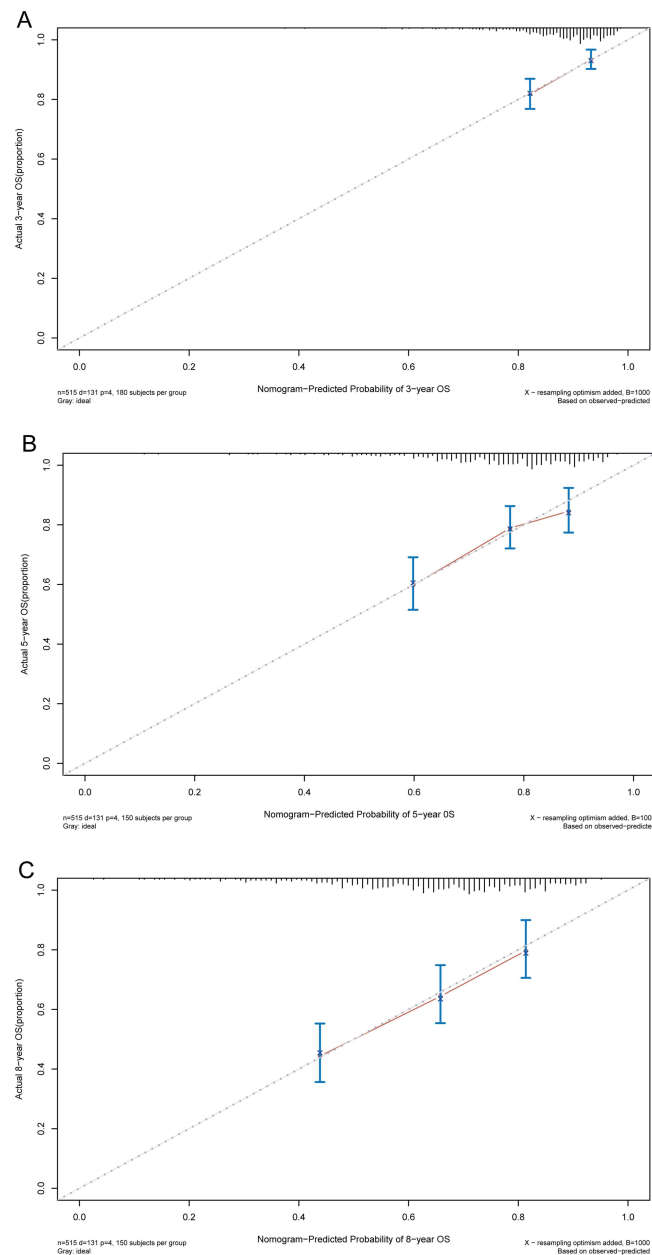 A
Actual 3-year OS(proportion)
1.0
0.8
0.6
0.4
0.2
0.0
0.0 0.2 0.4 0.6 0.8 1.0
Nomogram-Predicted Probability of 3-year OS
n=515 d=131 p=4, 180 subjects per group
Gray: ideal
X - resampling optimism added, B=1000
Based on observed-predicted
B
Actual 5-year OS(proportion)
1.0
0.8
0.6
0.4
0.2
0.0
0.0 0.2 0.4 0.6 0.8 1.0
Nomogram-Predicted Probability of 5-year 0S
n=515 d=131 p=4, 150 subjects per group
Gray: ideal
X - resampling optimism added, B=100
Based on observed-predicte
C
Actual 8-year OS(proportion)
1.0
0.8
0.6
0.4
0.2
0.0
0.0 0.2 0.4 0.6 0.8 1.0
Nomogram-Predicted Probability of 8-year OS
n=515 d=131 p=4, 150 subjects per group
Gray: ideal
X - resampling optimism added, B=1000
Based on observed-predicted